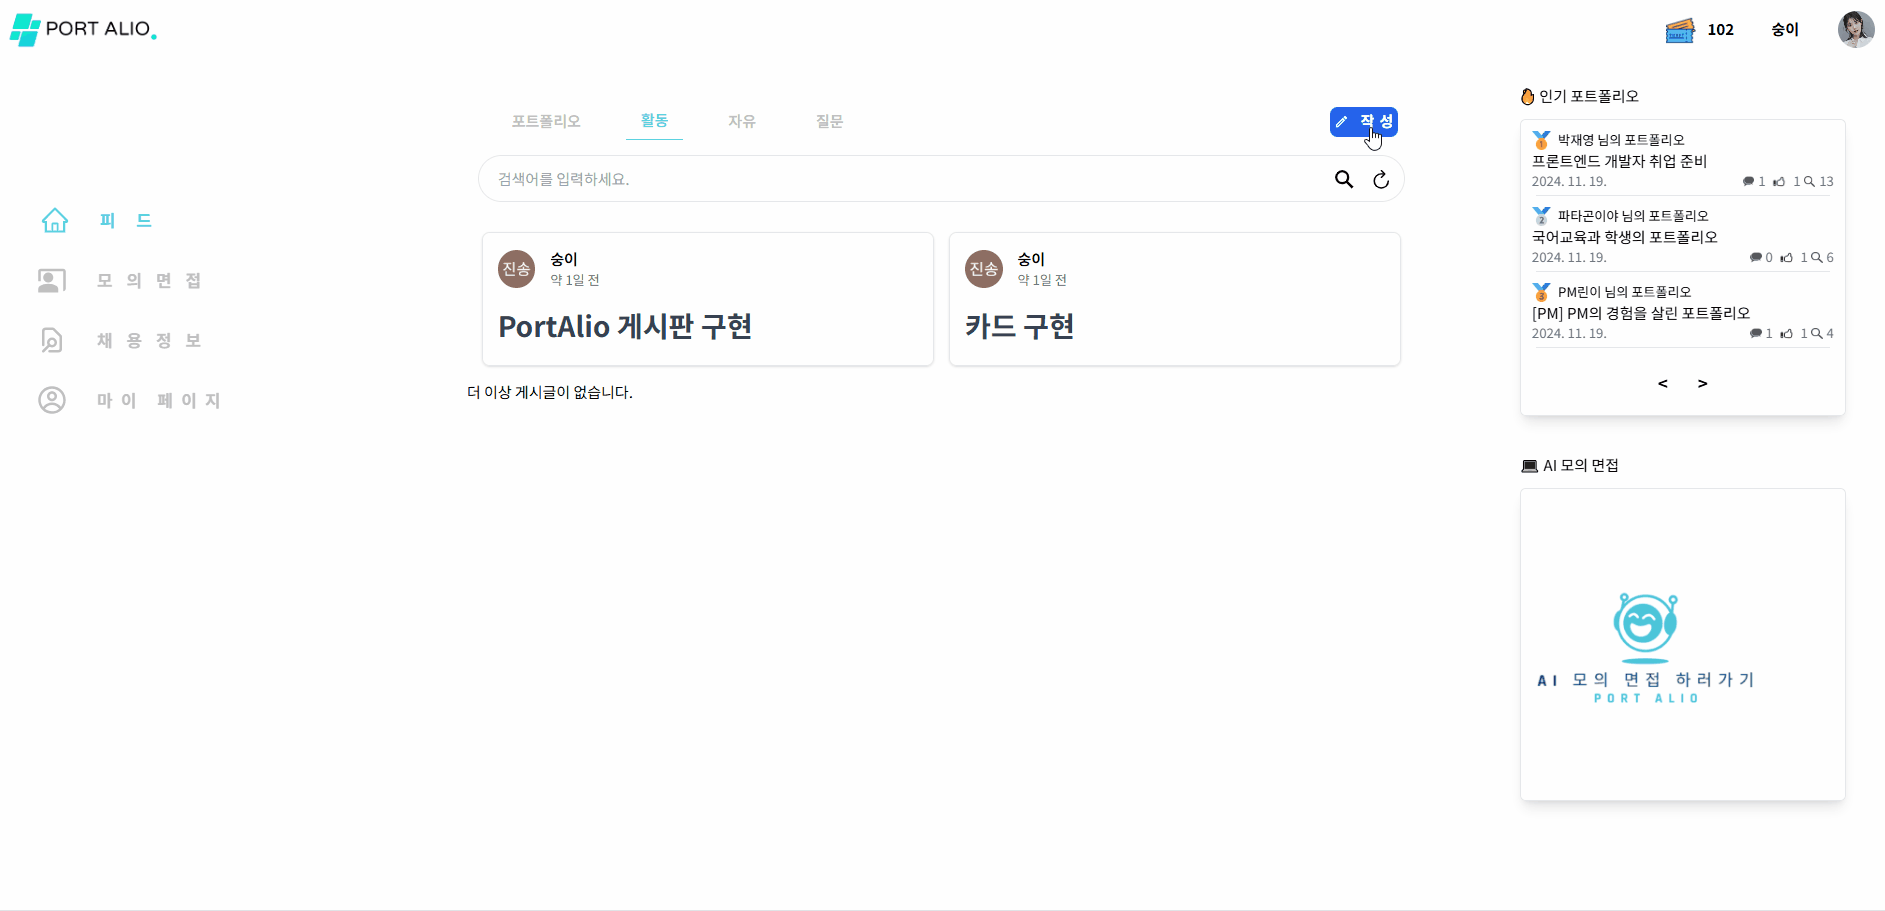 PORT ALIO.
102
숭이
포트폴리오
활동
자유
질문
작 성
검색어를 입력하세요.
피 드
모 의 면 접
채 용 정 보
마 이 페 이 지
진송
숭이
약 1일 전
PortAlio 게시판 구현
진송
숭이
약 1일 전
카드 구현
더 이상 게시글이 없습니다.
인기 포트폴리오
1
박재영 님의 포트폴리오
프론트엔드 개발자 취업 준비
2024. 11. 19.
1 1 13
2
파타곤이야 님의 포트폴리오
국어교육과 학생의 포트폴리오
2024. 11. 19.
0 1 6
3
PM린이 님의 포트폴리오
[PM] PM의 경험을 살린 포트폴리오
2024. 11. 19.
1 1 4
< >
AI 모의 면접
AI 모의 면접 하러가기
PORT ALIO